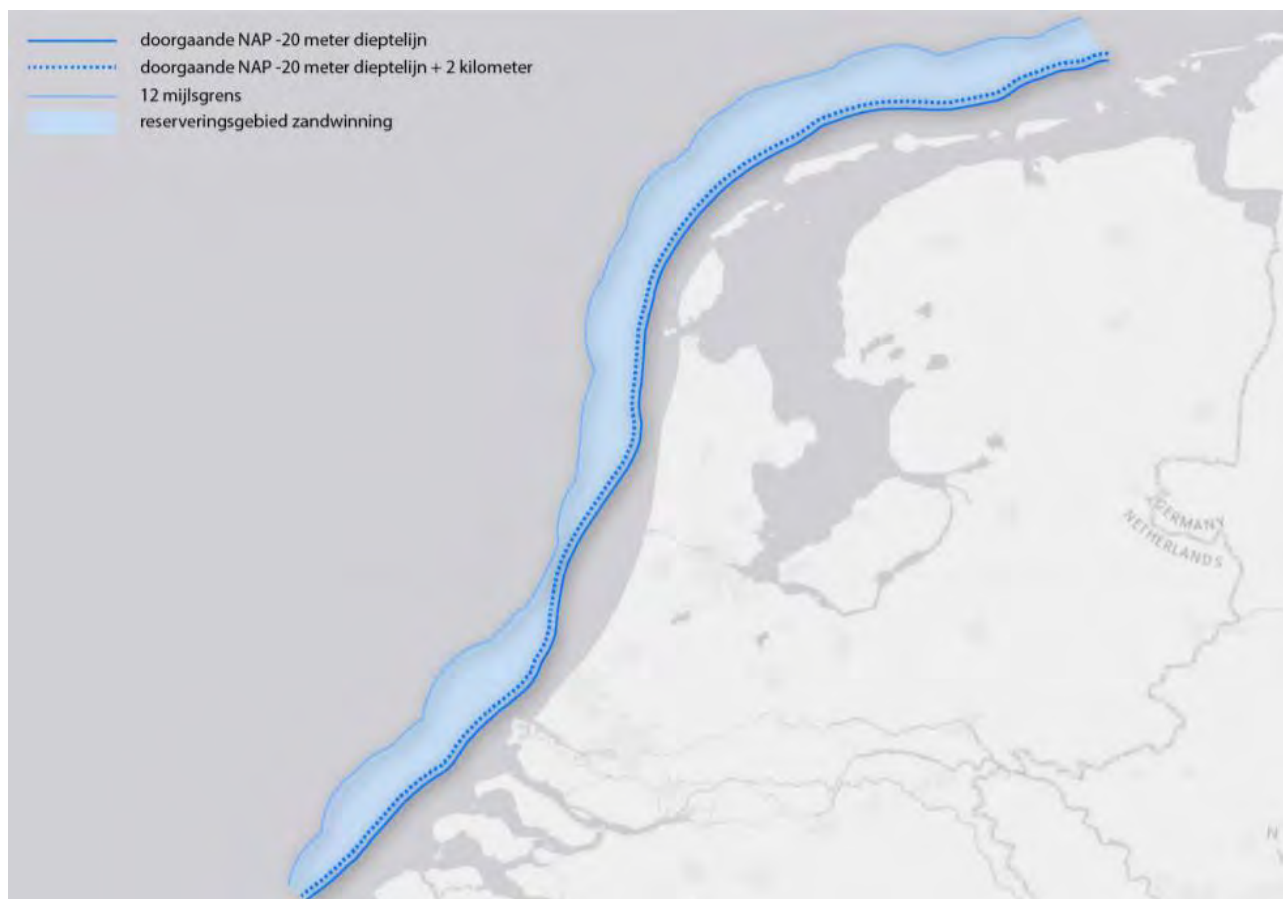 doorgaande NAP -20 meter dieptelijn
doorgaande NAP -20 meter dieptelijn + 2 kilometer
12 mijlsgrens
reserveringsgebied zandwinning
GERMANY
NETHERLANDS
N